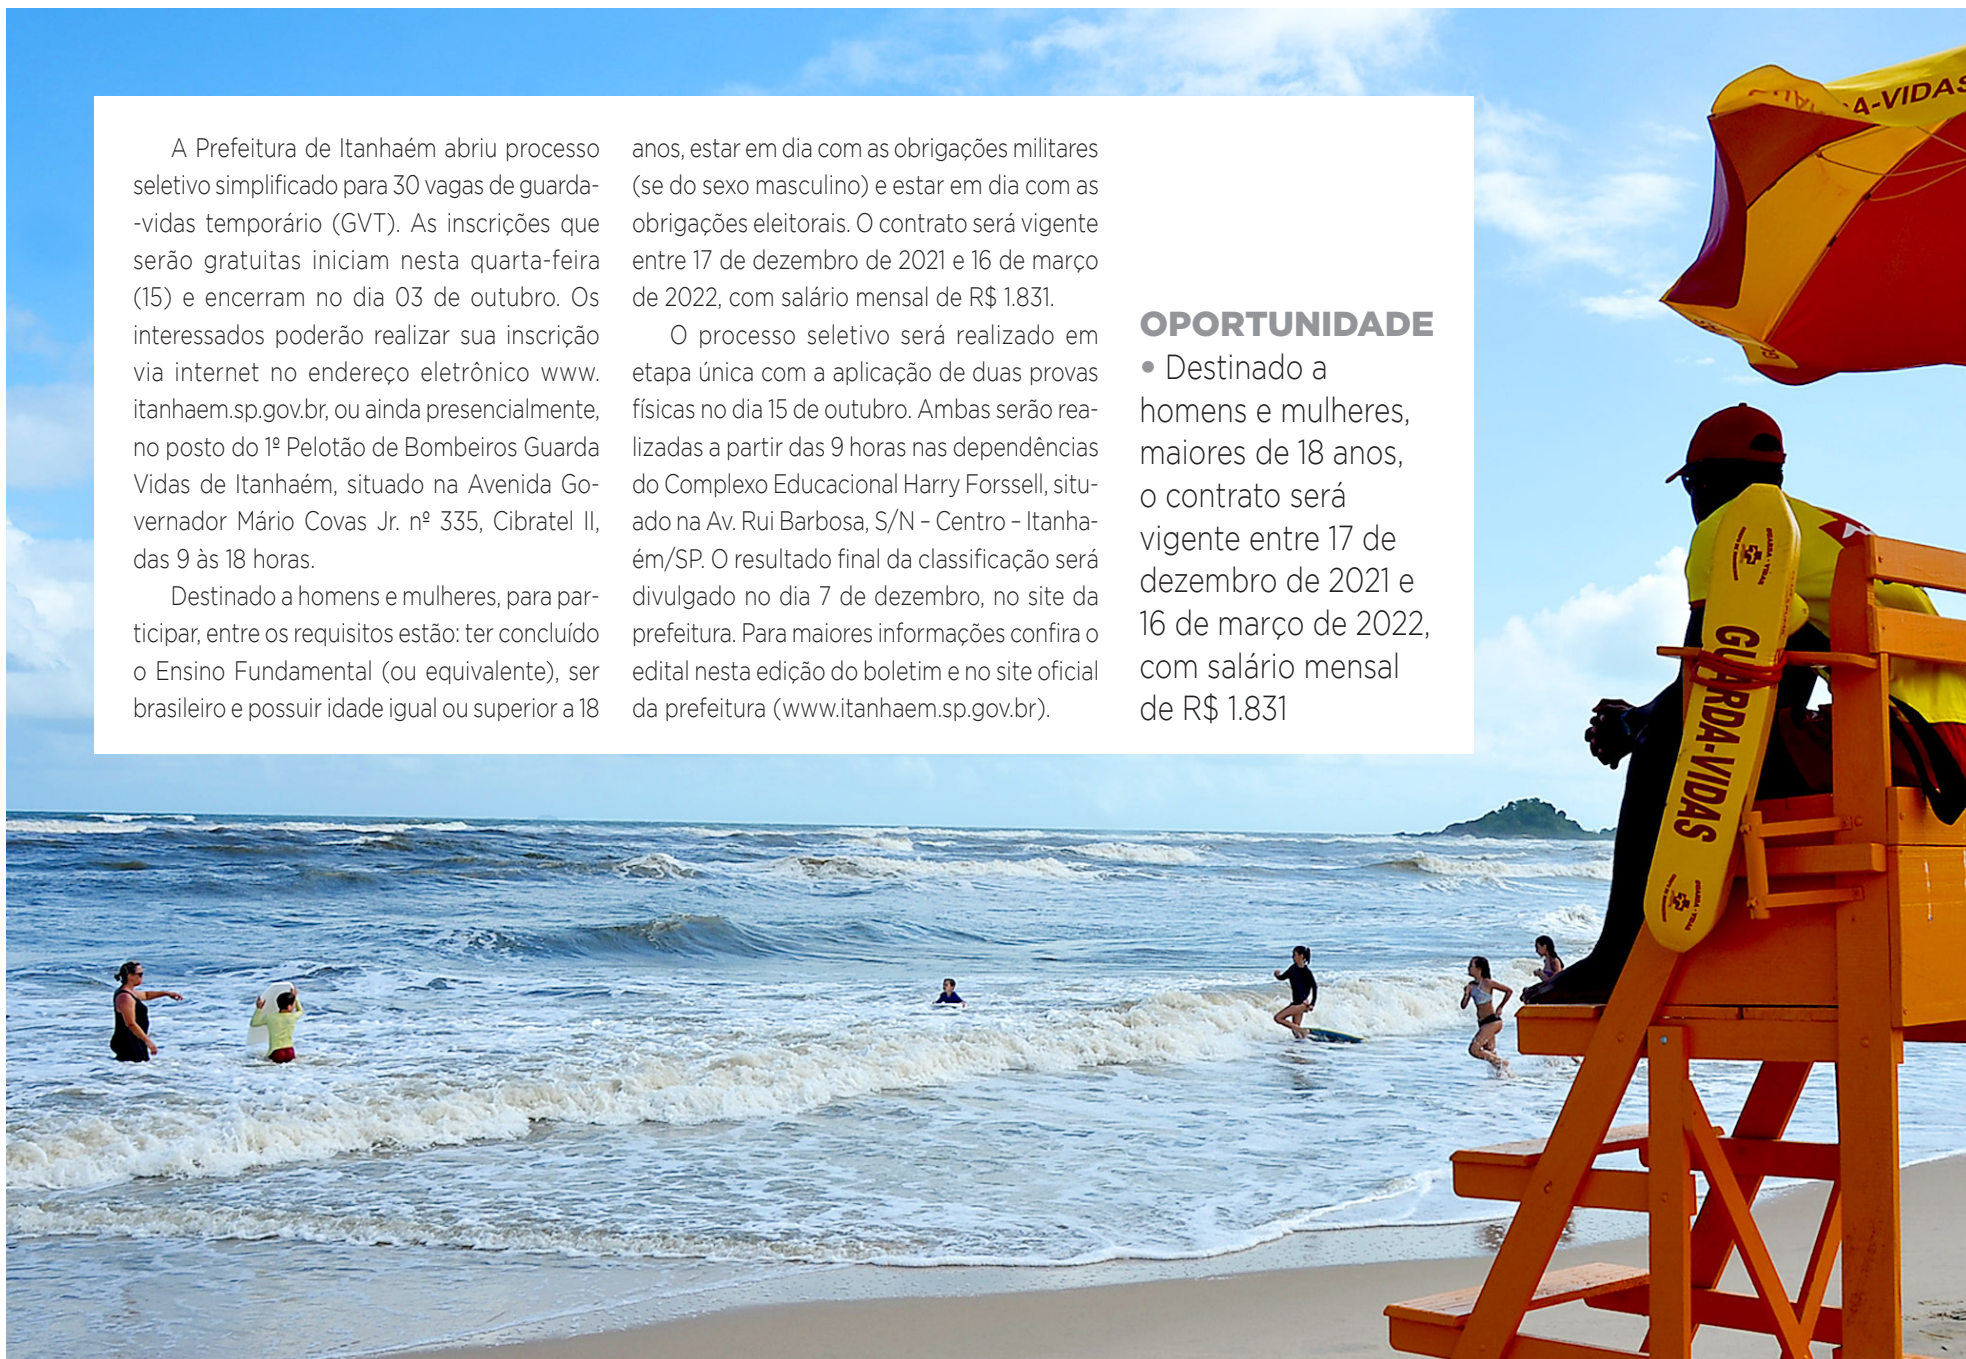 A Prefeitura de Itanhaém abriu processo
seletivo simplificado para 30 vagas de guarda-
-vidas temporário (GVT). As inscrições que
serão gratuitas iniciam nesta quarta-feira
(15) e encerram no dia 03 de outubro. Os
interessados poderão realizar sua inscrição
via internet no endereço eletrônico www.
itanhaem.sp.gov.br, ou ainda presencialmente,
no posto do 1º Pelotão de Bombeiros Guarda
Vidas de Itanhaém, situado na Avenida Go-
vernador Mário Covas Jr. nº 335, Cibratel II,
das 9 às 18 horas.
Destinado a homens e mulheres, para par-
ticipar, entre os requisitos estão: ter concluído
o Ensino Fundamental (ou equivalente), ser
brasileiro e possuir idade igual ou superior a 18
anos, estar em dia com as obrigações militares
(se do sexo masculino) e estar em dia com as
obrigações eleitorais. O contrato será vigente
entre 17 de dezembro de 2021 e 16 de março
de 2022, com salário mensal de R$ 1.831.
O processo seletivo será realizado em
etapa única com a aplicação de duas provas
físicas no dia 15 de outubro. Ambas serão rea-
lizadas a partir das 9 horas nas dependências
do Complexo Educacional Harry Forssell, situ-
ado na Av. Rui Barbosa, S/N – Centro – Itanha-
ém/SP. O resultado final da classificação será
divulgado no dia 7 de dezembro, no site da
prefeitura. Para maiores informações confira o
edital nesta edição do boletim e no site oficial
da prefeitura (www.itanhaem.sp.gov.br).
OPORTUNIDADE
• Destinado a
homens e mulheres,
maiores de 18 anos,
o contrato será
vigente entre 17 de
dezembro de 2021 e
16 de março de 2022,
com salário mensal
de R$ 1.831
A-VIDAS
GUARDA-VIDAS